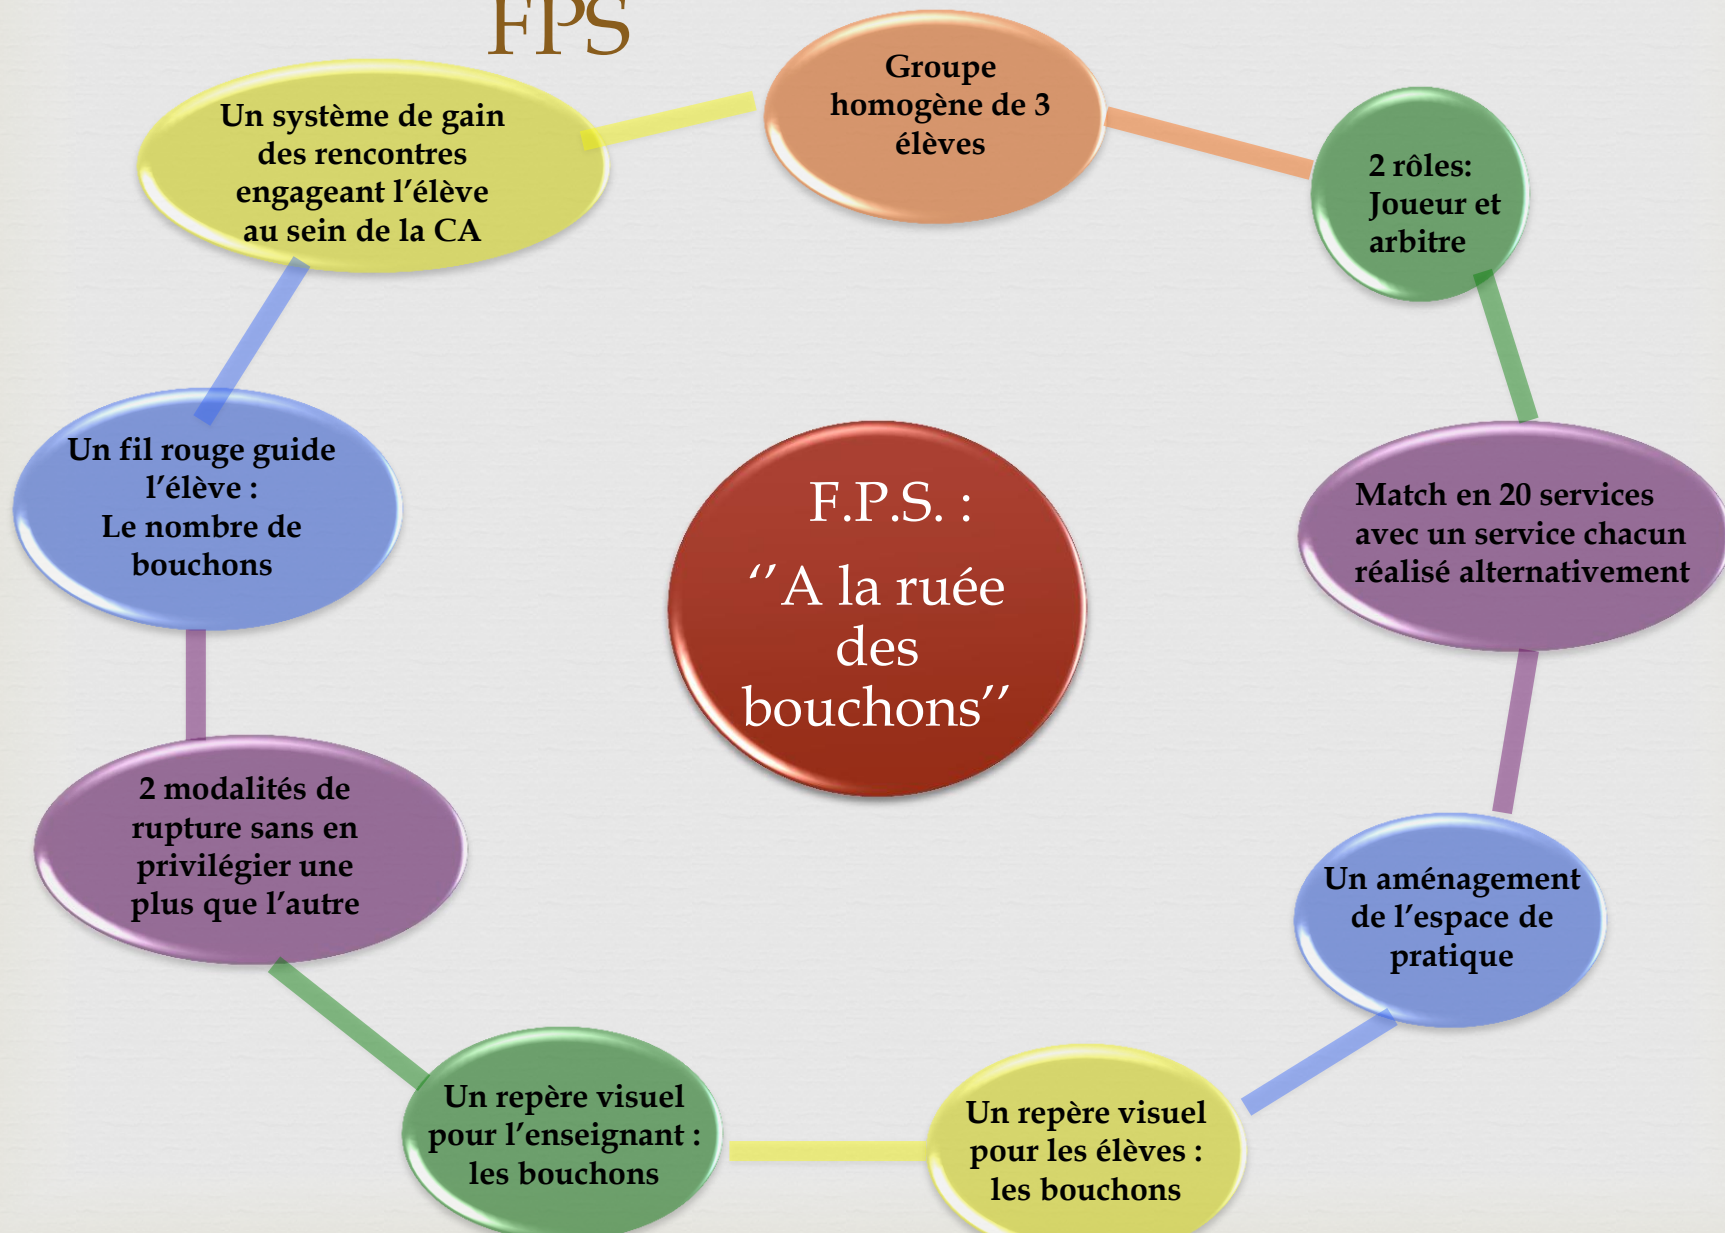 FPS
Groupe
homogène de 3
élèves
2 rôles:
Joueur et
arbitre
Match en 20 services
avec un service chacun
réalisé alternativement
Un aménagement
de l’espace de
pratique
Un repère visuel
pour les élèves :
les bouchons
Un repère visuel
pour l’enseignant :
les bouchons
2 modalités de
rupture sans en
privilégier une
plus que l’autre
Un fil rouge guide
l’élève :
Le nombre de
bouchons
Un système de gain
des rencontres
engageant l’élève
au sein de la CA
F.P.S. :
‘’A la ruée
des
bouchons’’